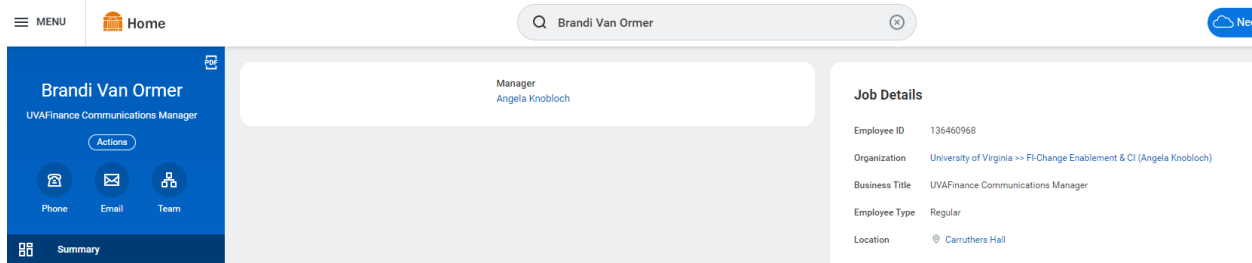 MENU
Home
Brandi Van Ormer
PDF
Brandi Van Ormer
UVAFinance Communications Manager
Actions
Phone Email Team
Summary
Manager
Angela Knobloch
Job Details
Employee ID 136460968
Organization University of Virginia >> FI-Change Enablement & CI (Angela Knobloch)
Business Title UVAFinance Communications Manager
Employee Type Regular
Location Carruthers Hall